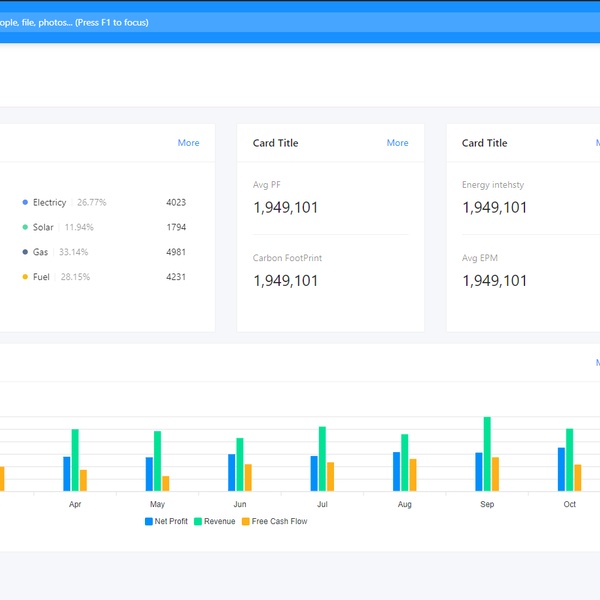 ople, file, photos... (Press F1 to focus)
More
Electricy 26.77% 4023
Solar 11.94% 1794
Gas 33.14% 4981
Fuel 28.15% 4231
Card Title More
Avg PF
1,949,101
Carbon FootPrint
1,949,101
Card Title
Energy intehsty
1,949,101
Avg EPM
1,949,101
Apr May Jun Jul Aug Sep Oct
Net Profit Revenue Free Cash Flow